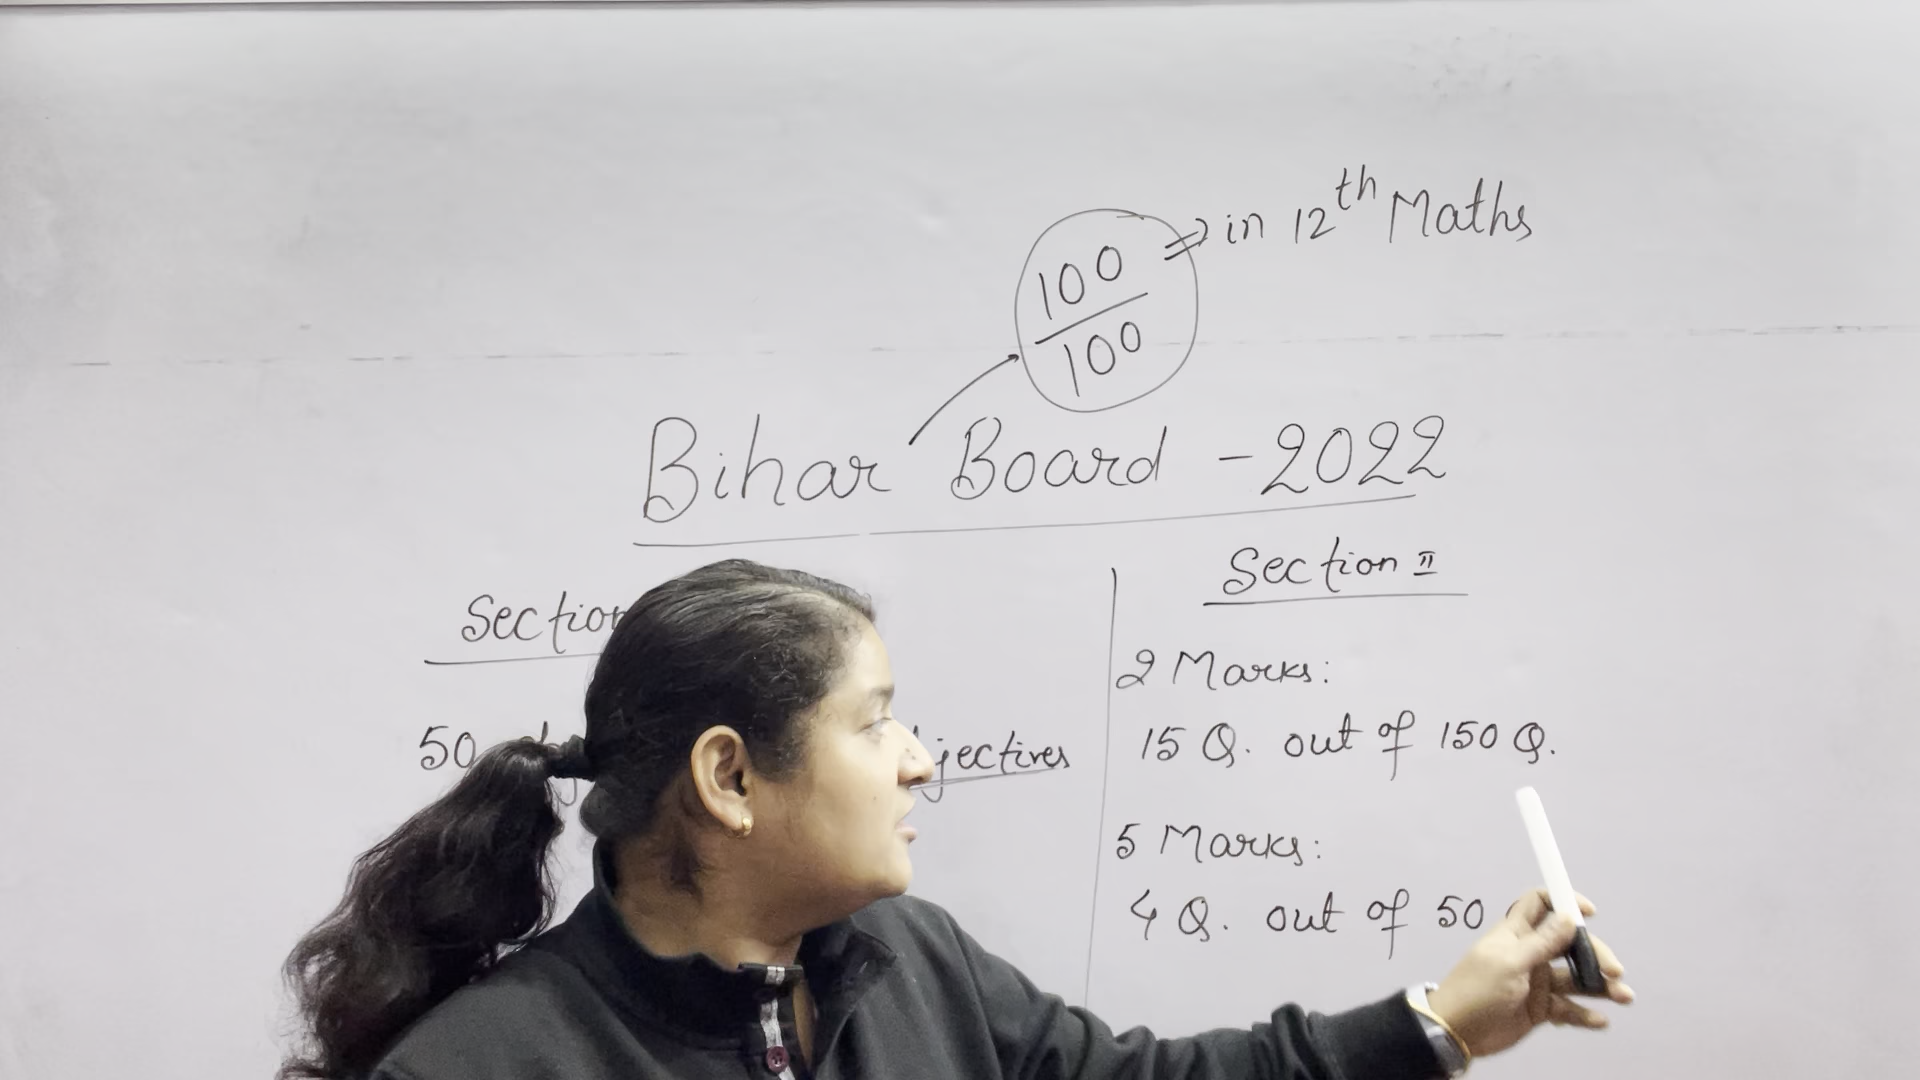 100 ⇒ in 12th Maths
100
Bihar Board - 2022
Section II
2 Marks:
50 jectives
15 Q. out of 150 Q.
5 Marks:
4 Q. out of 50